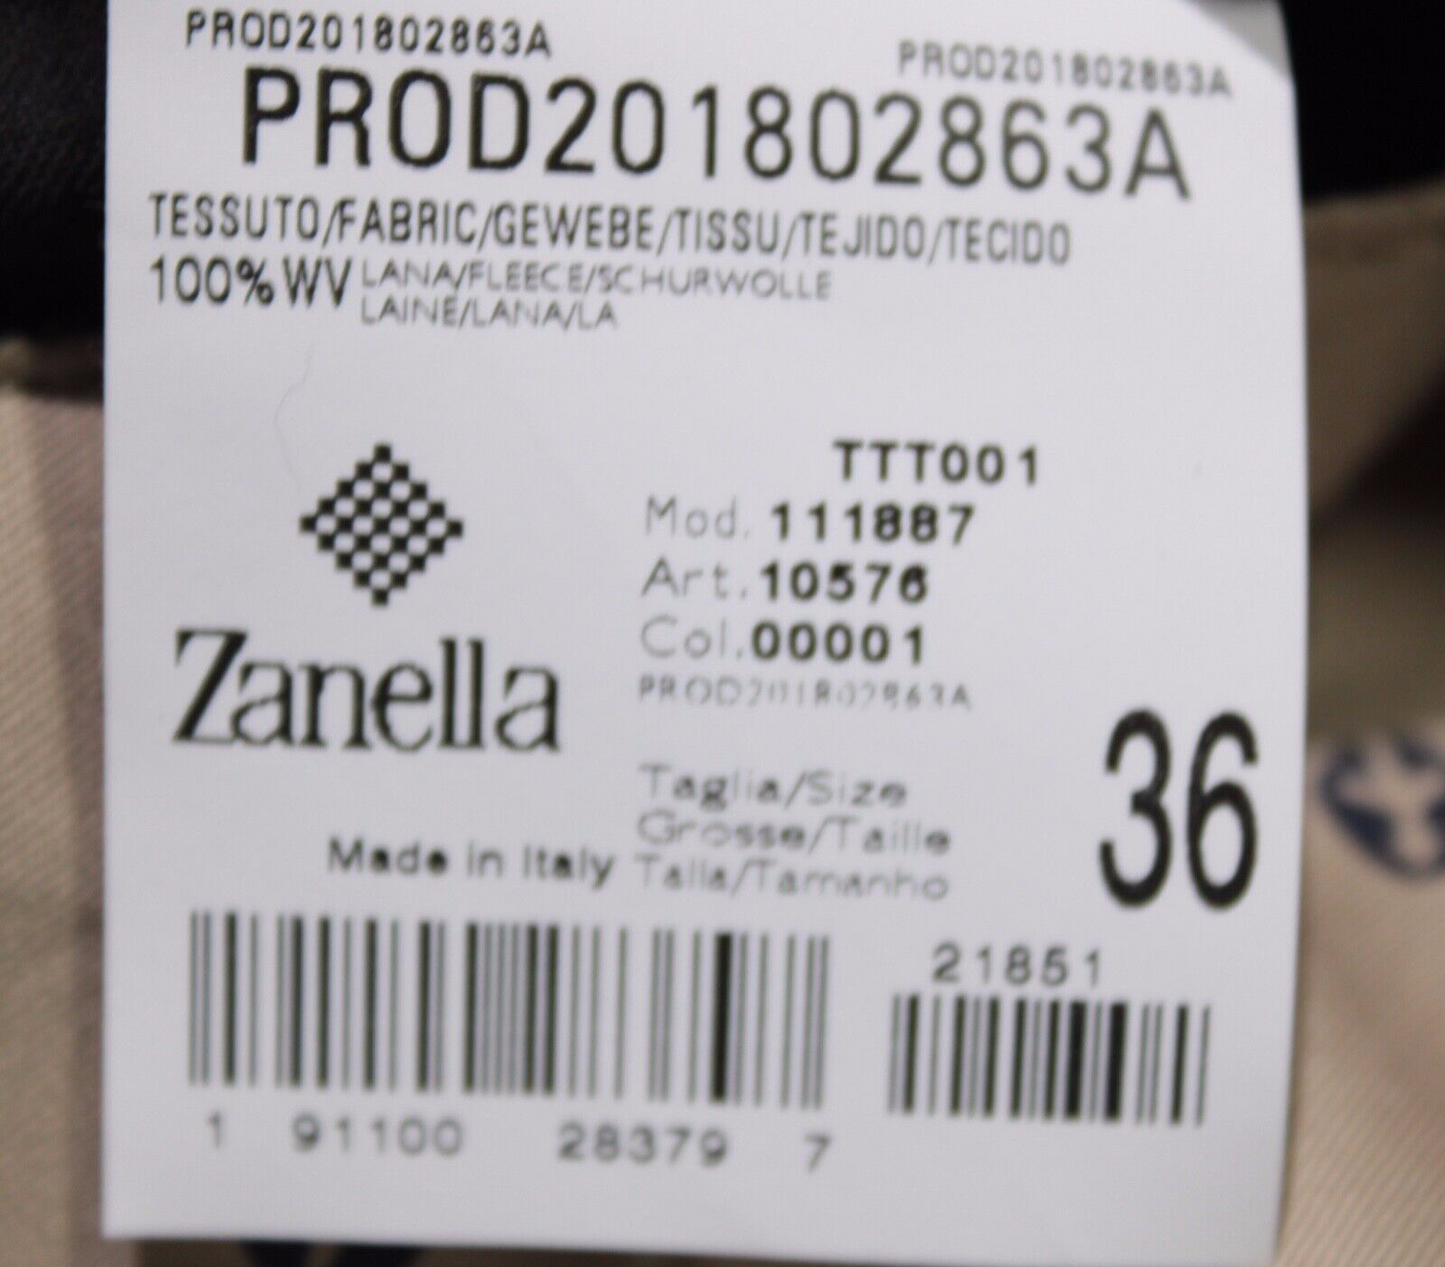 PROD201802863A
PROD201802863A
PROD201802863A
TESSUTO/FABRIC/GEWEBE/TISSU/TEJIDO/TECIDO
100%WV LANA/FLEECE/SCHURWOLLE
LAINE/LANA/LA
Zanella
TTT001
Mod. 111887
Art. 10576
Col. 00001
PROD201802863A
36
Taglia/Size
Grosse/Taille
Talla/Tamanho
Made in Italy
21851
1 91100 28379 7